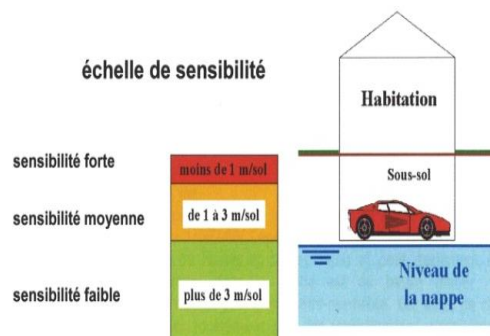 échelle de sensibilité
Habitation
sensibilité forte
moins de 1 m/sol
Sous-sol
sensibilité moyenne
de 1 à 3 m/sol
sensibilité faible
plus de 3 m/sol
Niveau de
la nappe